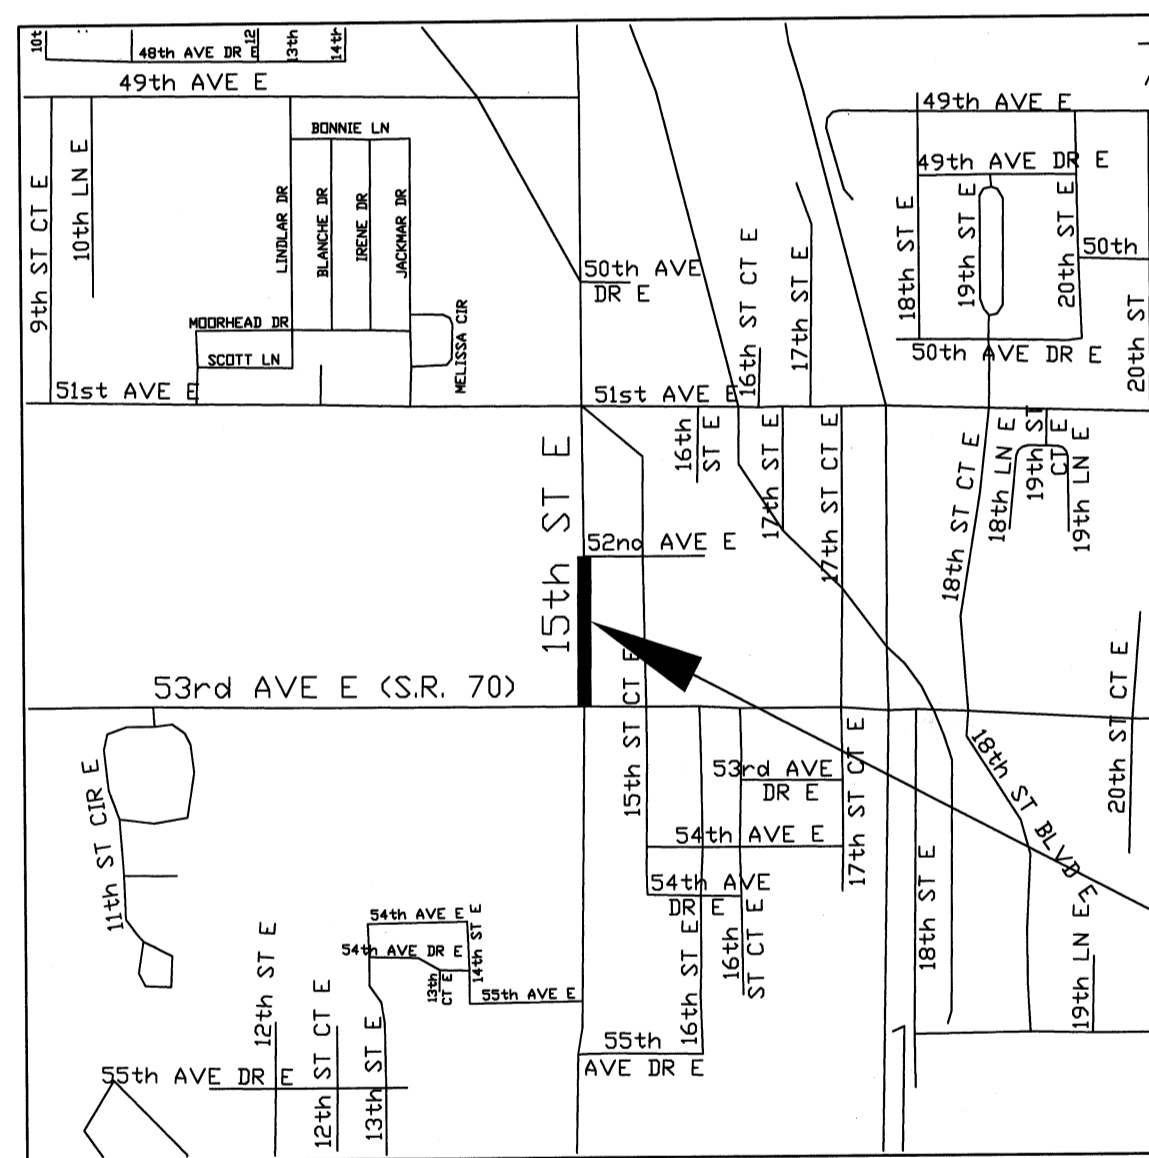 10t
12
13th
14th
48th AVE DR E
49th AVE E
49th AVE E
BONNIE LN
9th ST CT E
10th LN E
LINDLAR DR
BLANCHE DR
IRENE DR
JACKMAR DR
49th AVE DR E
18th ST E
19th ST E
20th ST E
50th
50th AVE
DR E
16th ST CT E
17th ST E
20th ST
MOORHEAD DR
MELISSA CIR
SCOTT LN
50th AVE DR E
51st AVE E
51st AVE E
15th ST E
16th
ST E
17th ST E
17th ST CT E
18th ST CT E
18th LN E
19th ST
CT E
19th LN E
52nd AVE E
53rd AVE E (S.R. 70)
15th ST CT E
20th ST CT E
11th ST CIR E
53rd AVE
DR E
17th ST CT E
18th ST BLVD E
54th AVE E
54th AVE
DR E
18th ST E
54th AVE E
54th AVE DR E
14th ST E
13th
CT E
55th AVE E
16th ST E
16th
ST CT E
19th LN E
12th ST E
12th ST CT E
13th ST E
55th
AVE DR E
55th AVE DR E